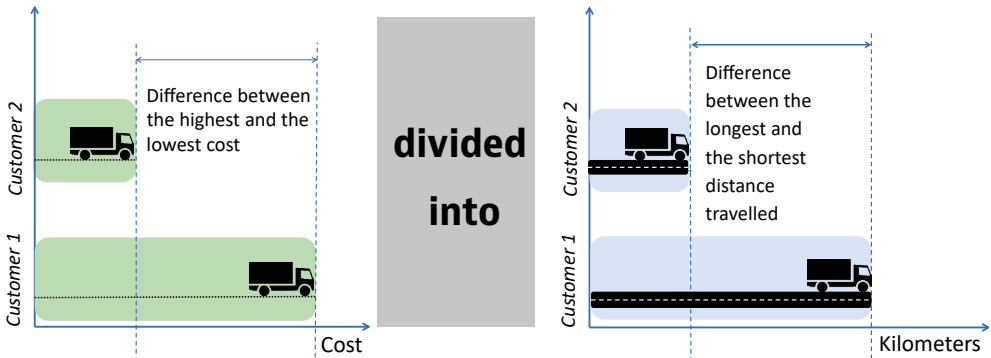 Customer 2
Difference between
the highest and the
lowest cost
Customer 1
Cost
divided
into
Customer 2
Difference
between the
longest and
the shortest
distance
travelled
Customer 1
Kilometers